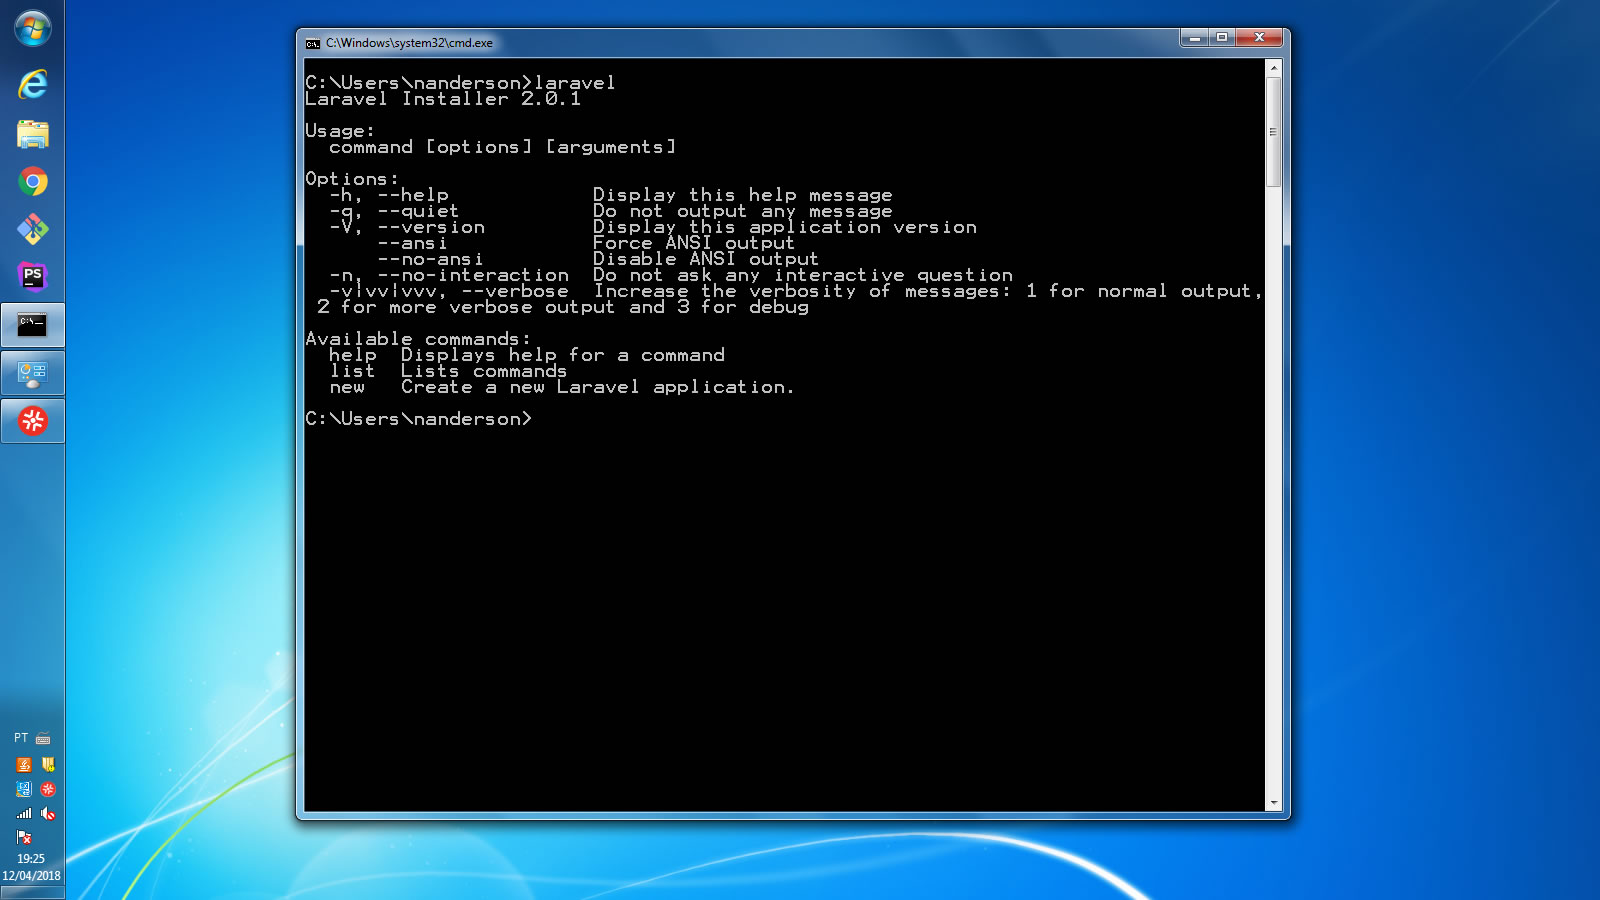 C:\Windows\system32\cmd.exe
C:\Users\nanderson>laravel
Laravel Installer 2.0.1
Usage:
command [options] [arguments]
Options:
-h, --help Display this help message
-q, --quiet Do not output any message
-V, --version Display this application version
--ansi Force ANSI output
--no-ansi Disable ANSI output
-n, --no-interaction Do not ask any interactive question
-v|vv|vvv, --verbose Increase the verbosity of messages: 1 for normal output,
2 for more verbose output and 3 for debug
Available commands:
help Displays help for a command
list Lists commands
new Create a new Laravel application.
C:\Users\nanderson>
PS
C:\_
PT
19:25
12/04/2018